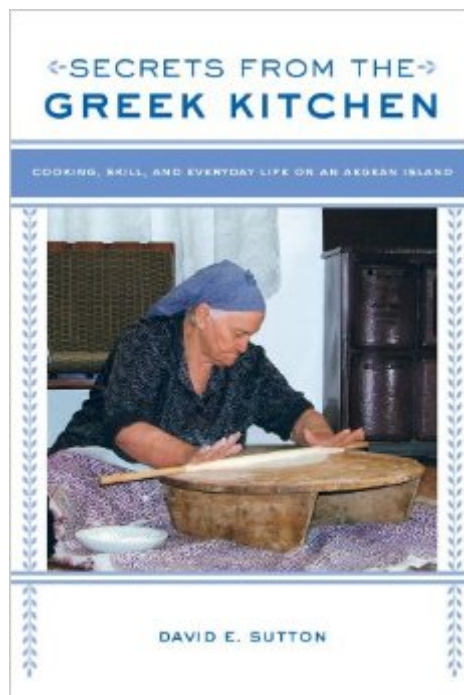 SECRETS FROM THE
GREEK KITCHEN
COOKING, SKILL, AND EVERYDAY LIFE ON AN AEGEAN ISLAND
DAVID E. SUTTON